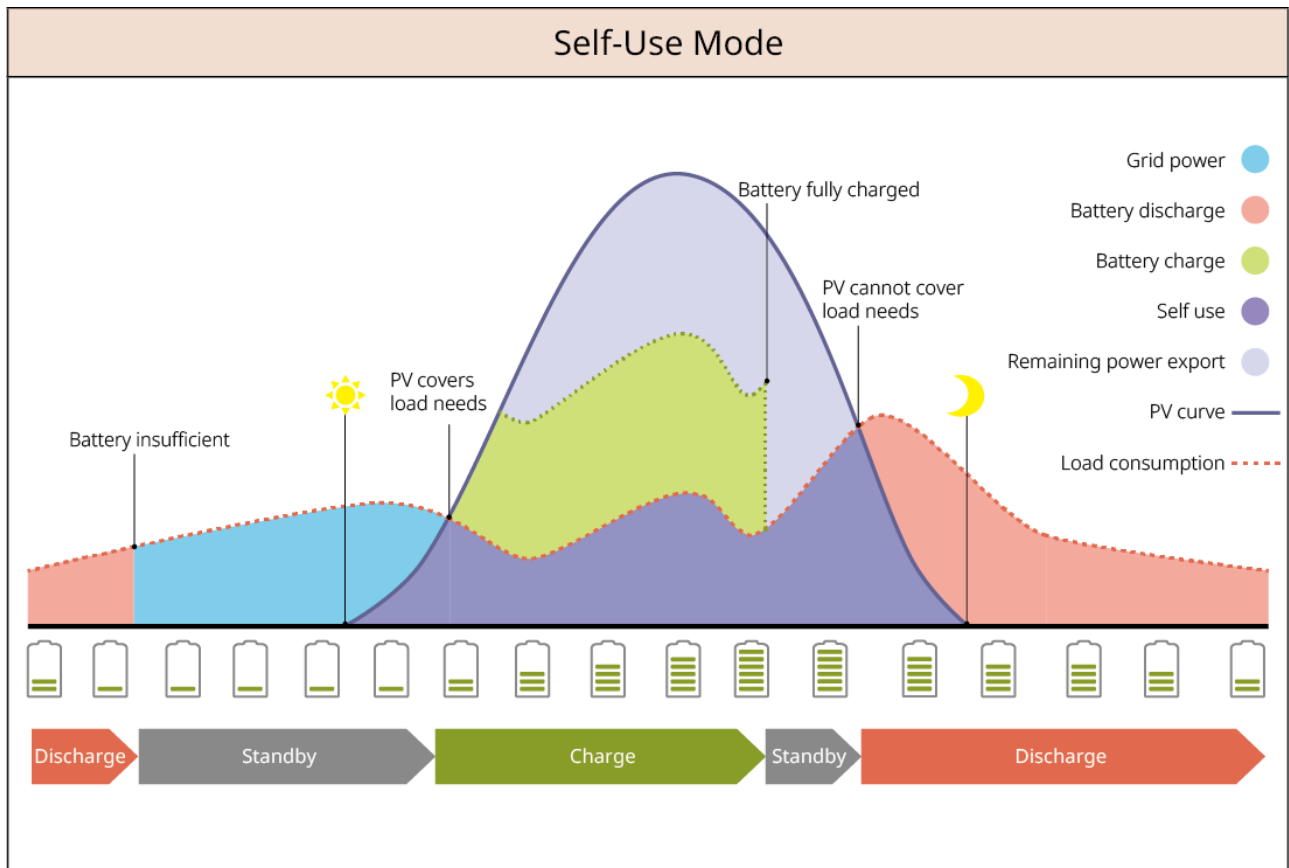 Self-Use Mode
Grid power
Battery fully charged
Battery discharge
Battery charge
PV cannot cover
load needs
Self use
Remaining power export
PV covers
load needs
PV curve
Battery insufficient
Load consumption
Discharge
Standby
Charge
Standby
Discharge